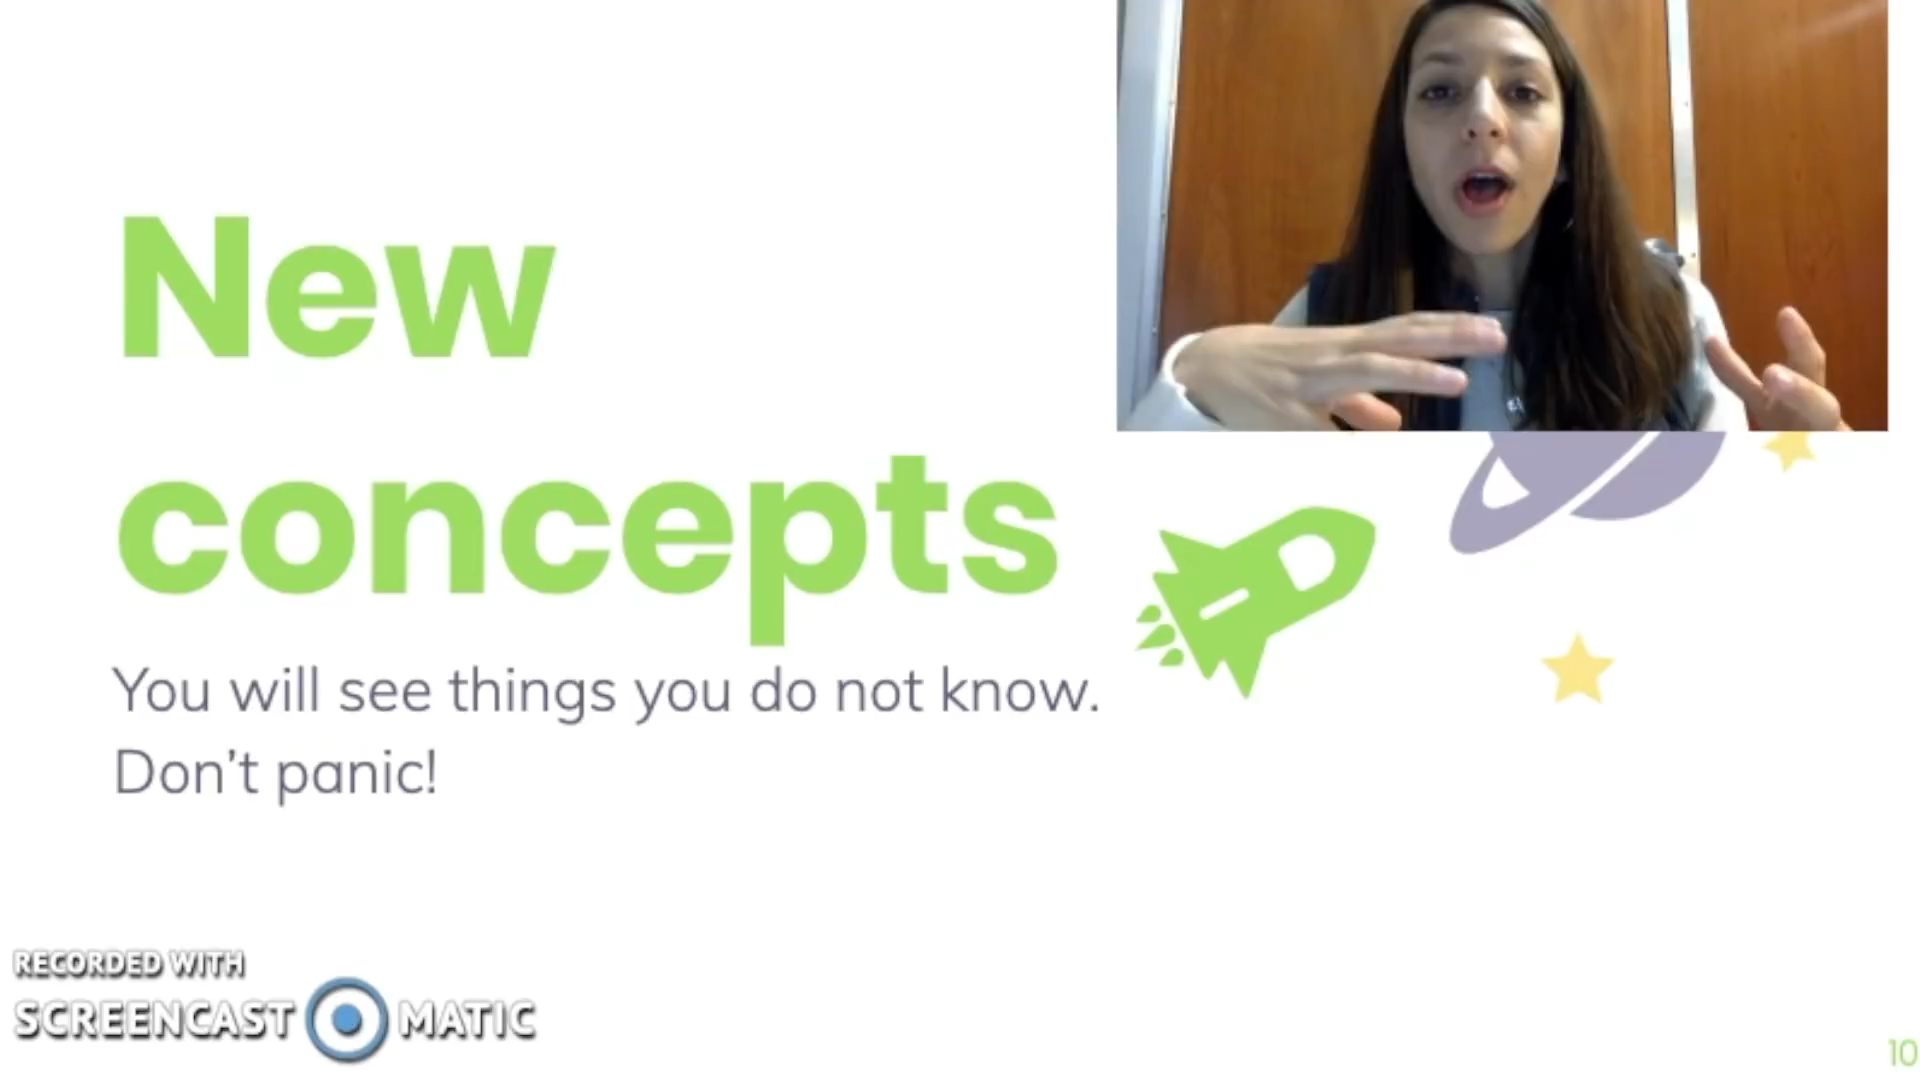 New
concepts
You will see things you do not know.
Don't panic!
RECORDED WITH
SCREENCAST MATIC
10